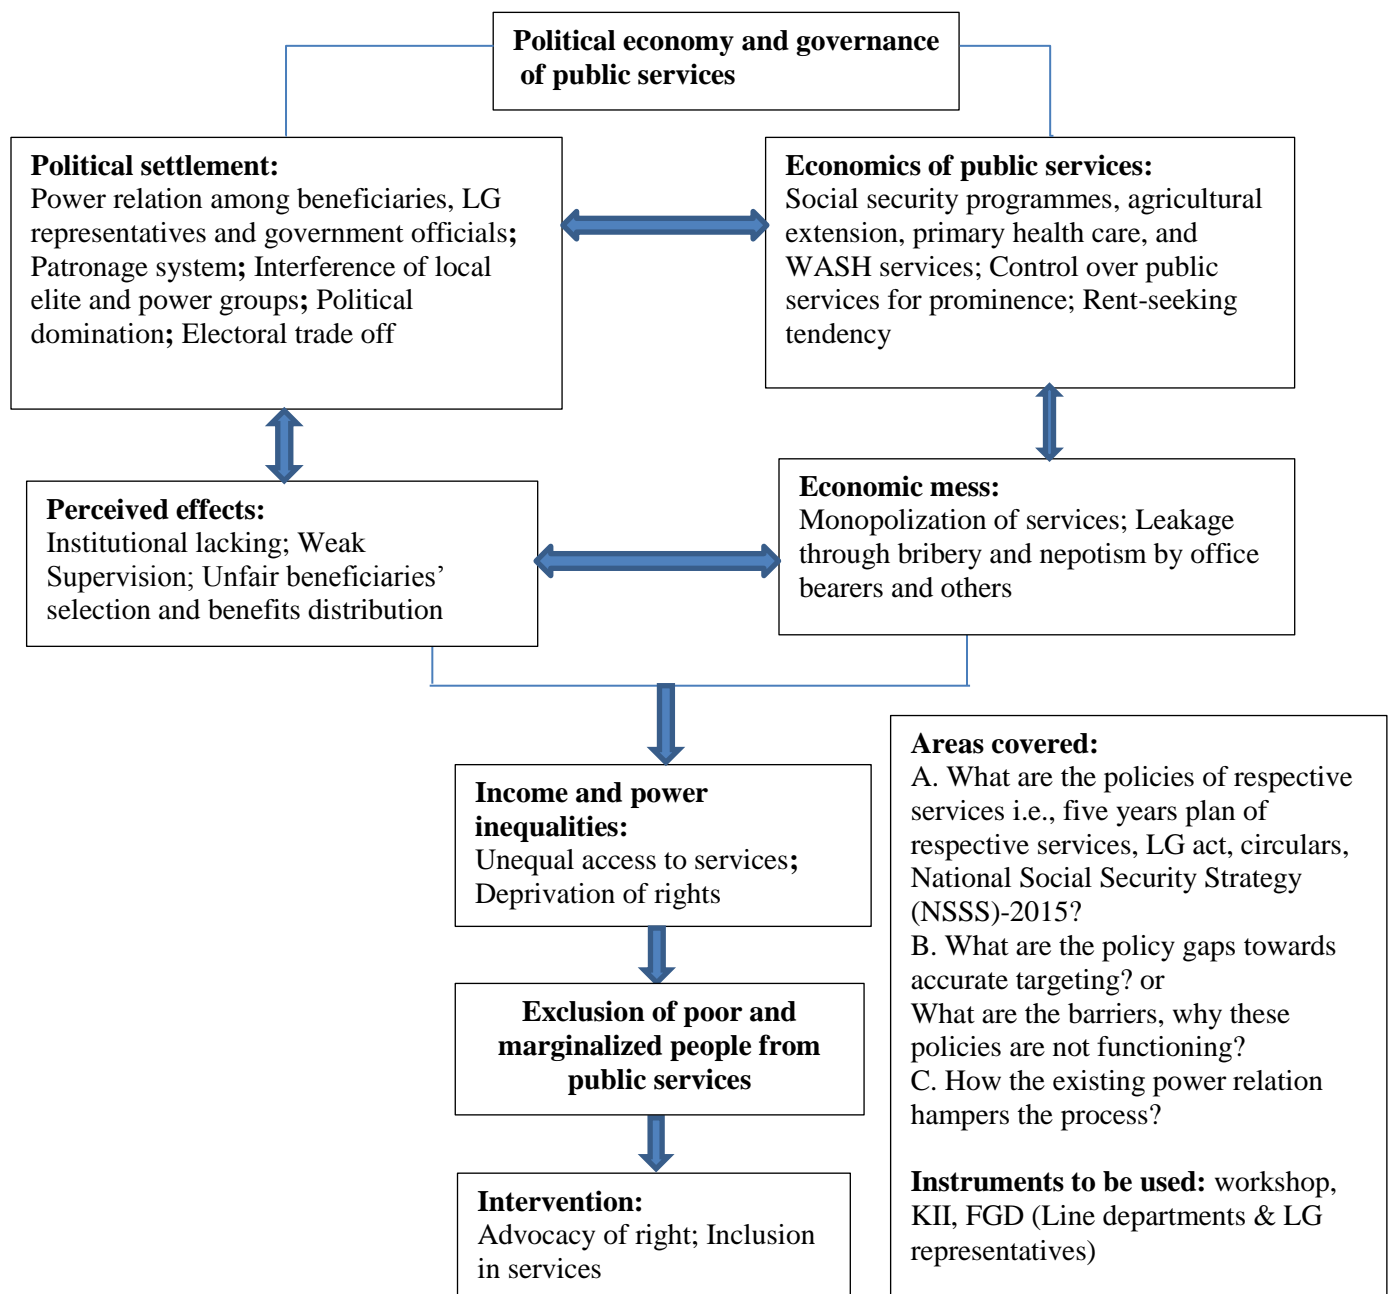 Political economy and governance
of public services
Political settlement:
Power relation among beneficiaries, LG
representatives and government officials;
Patronage system; Interference of local
elite and power groups; Political
domination; Electoral trade off
Economics of public services:
Social security programmes, agricultural
extension, primary health care, and
WASH services; Control over public
services for prominence; Rent-seeking
tendency
Perceived effects:
Institutional lacking; Weak
Supervision; Unfair beneficiaries’
selection and benefits distribution
Economic mess:
Monopolization of services; Leakage
through bribery and nepotism by office
bearers and others
Income and power
inequalities:
Unequal access to services;
Deprivation of rights
Exclusion of poor and
marginalized people from
public services
Intervention:
Advocacy of right; Inclusion
in services
Areas covered:
A. What are the policies of respective
services i.e., five years plan of
respective services, LG act, circulars,
National Social Security Strategy
(NSSS)-2015?
B. What are the policy gaps towards
accurate targeting? or
What are the barriers, why these
policies are not functioning?
C. How the existing power relation
hampers the process?
Instruments to be used: workshop,
KII, FGD (Line departments & LG
representatives)